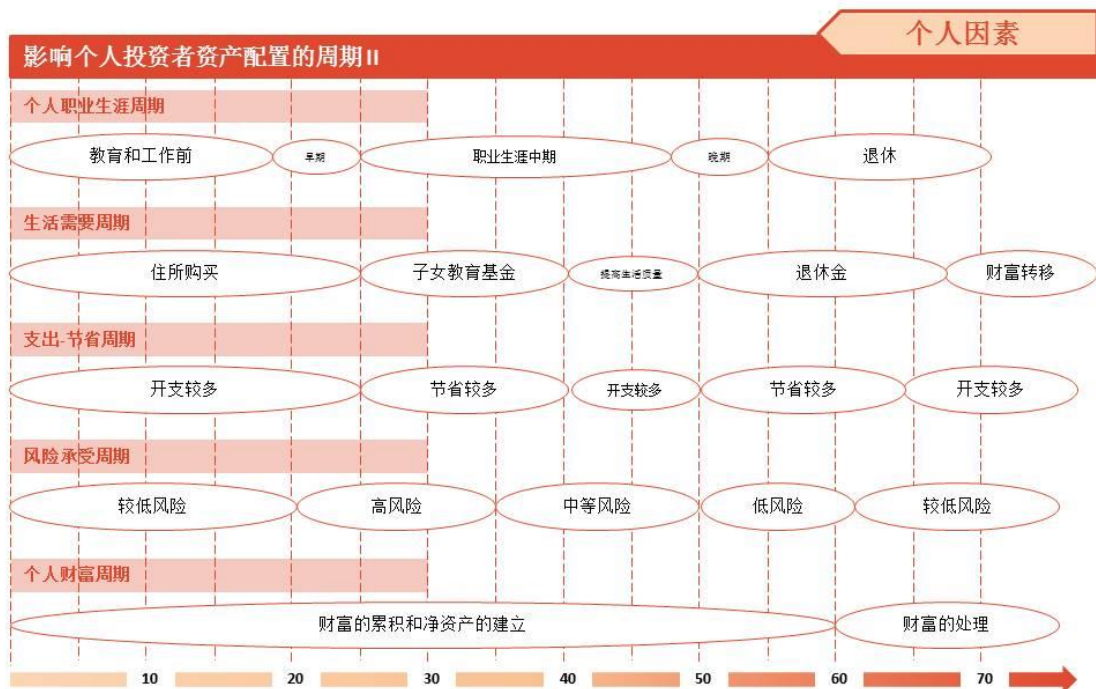 个人因素
影响个人投资者资产配置的周期II
个人职业生涯周期
教育和工作前 早期 职业生涯中期 晚期 退休
生活需要周期
住所购买 子女教育基金 提高生活质量 退休金 财富转移
支出-节省周期
开支较多 节省较多 开支较多 节省较多 开支较多
风险承受周期
较低风险 高风险 中等风险 低风险 较低风险
个人财富周期
财富的累积和净资产的建立 财富的处理
10 20 30 40 50 60 70